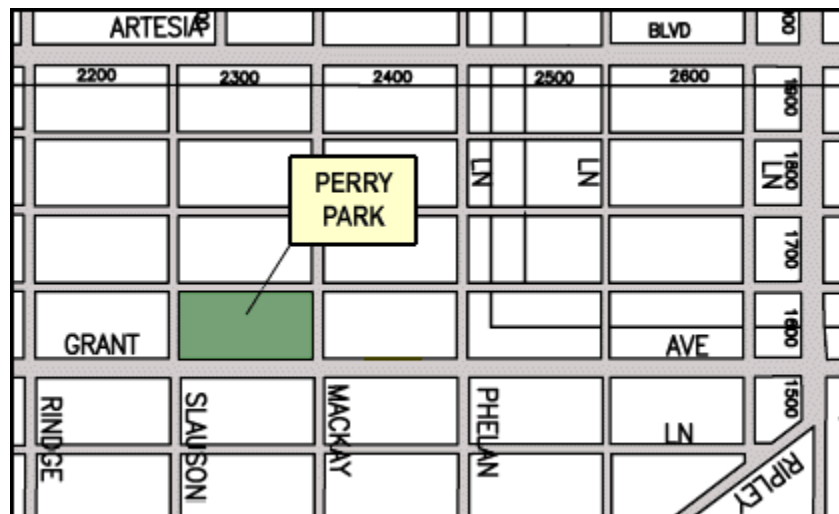 ARTESIA
BLVD
2200
2300
2400
2500
2600
1900
PERRY
PARK
LN
LN
LN
1800
1700
1600
GRANT
AVE
1500
RINDGE
SLAUSON
MACKAY
PHELAN
LN
RIPLEY